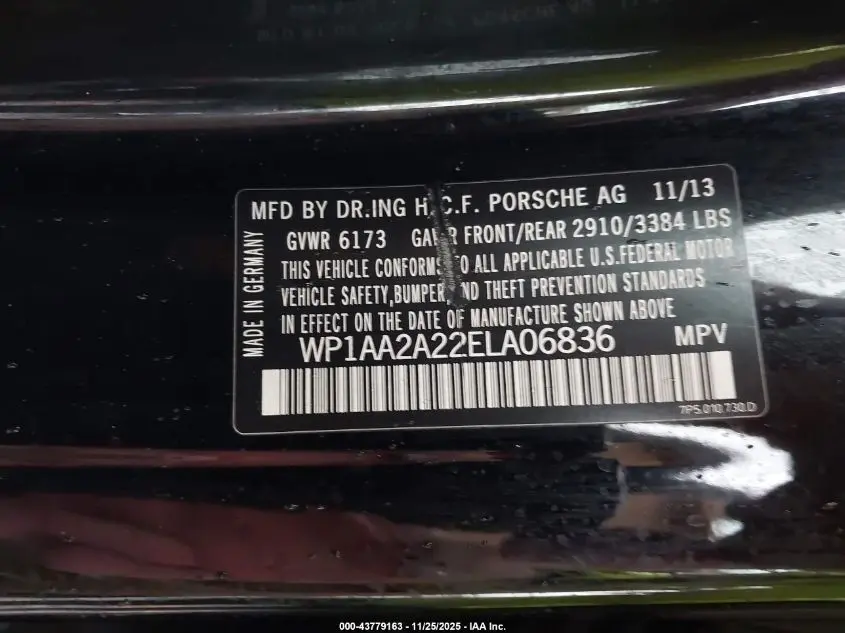 MFD BY DR.ING H.C.F. PORSCHE AG 11/13
GVWR 6173 GAWR FRONT/REAR 2910/3384 LBS
THIS VEHICLE CONFORMS TO ALL APPLICABLE U.S.FEDERAL MOTOR
VEHICLE SAFETY,BUMPER AND THEFT PREVENTION STANDARDS
IN EFFECT ON THE DATE OF MANUFACTURE SHOWN ABOVE
WP1AA2A22ELA06836 MPV
MADE IN GERMANY
7P5.010.730.D
000-43779163 - 11/25/2025 - IAA Inc.